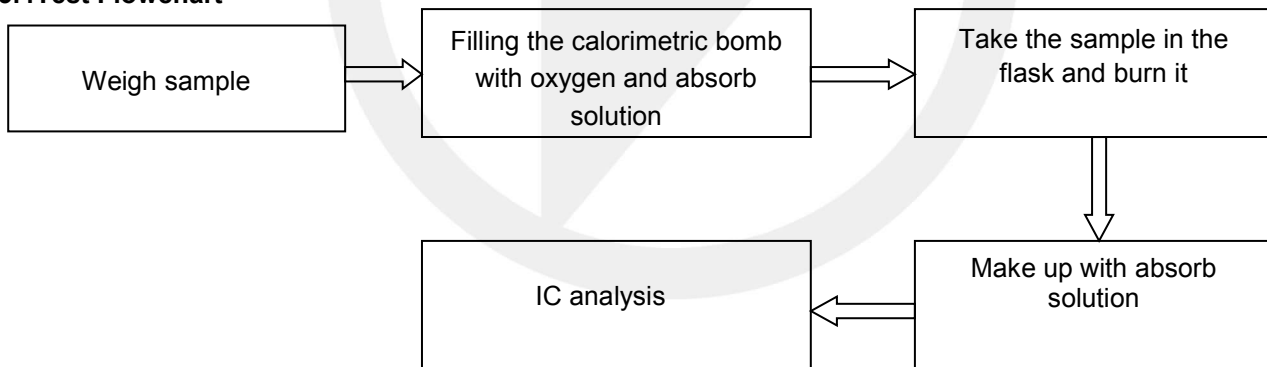 Test Flowchart
Weigh sample
Filling the calorimetric bomb
with oxygen and absorb
solution
Take the sample in the
flask and burn it
Make up with absorb
solution
IC analysis